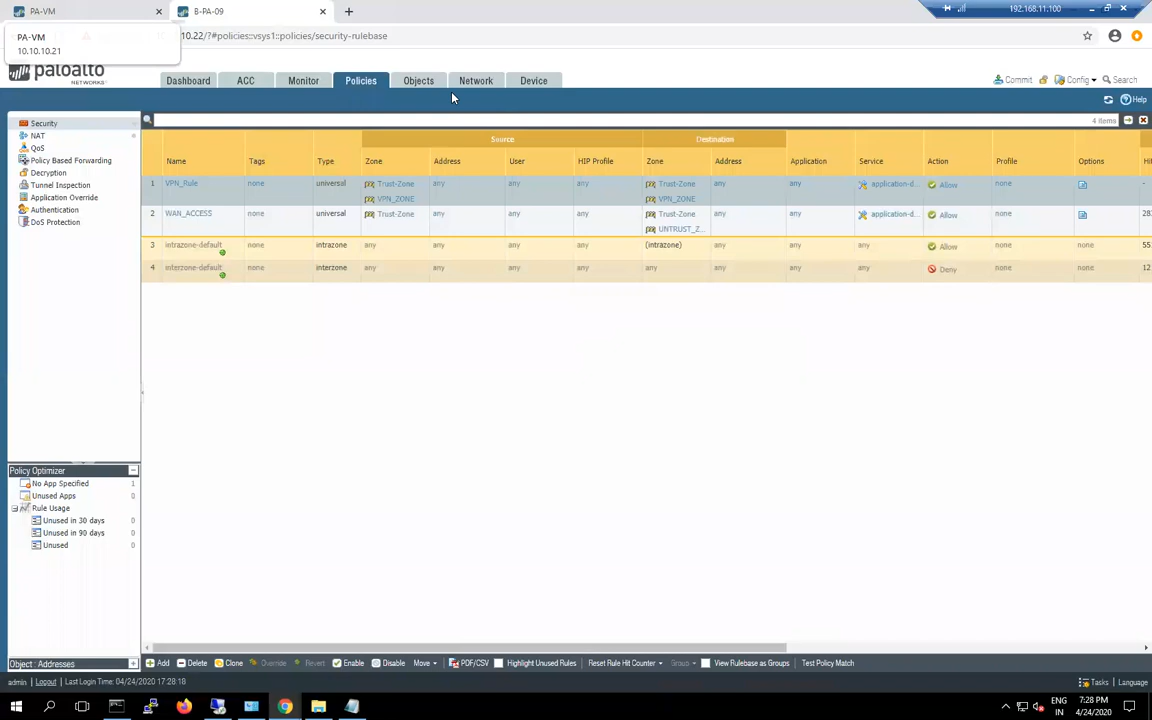 PA-VM
B-PA-09
192.168.11.100
PA-VM
10.10.10.21
10.22/?#policies::vsys1::policies/security-rulebase
paloalto
NETWORKS
Dashboard ACC Monitor Policies Objects Network Device
Commit Config Search
Help
4 items
Security
NAT
QoS
Policy Based Forwarding
Decryption
Tunnel Inspection
Application Override
Authentication
DoS Protection
Source Destination
Name Tags Type Zone Address User HIP Profile Zone Address Application Service Action Profile Options Hi
1 VPN_Rule none universal Trust-Zone any any any Trust-Zone any any application-d... Allow none -
VPN_ZONE VPN_ZONE
2 WAN_ACCESS none universal Trust-Zone any any any Trust-Zone any any application-d... Allow none 28
UNTRUST_Z...
3 intrazone-default none intrazone any any any any (intrazone) any any any Allow none none 55
4 interzone-default none interzone any any any any any any any any Deny none none 12
Policy Optimizer
No App Specified 1
Unused Apps 0
Rule Usage
Unused in 30 days 0
Unused in 90 days 0
Unused 0
Object : Addresses
Add Delete Clone Override Revert Enable Disable Move PDF/CSV Highlight Unused Rules Reset Rule Hit Counter Group View Rulebase as Groups Test Policy Match
admin | Logout | Last Login Time: 04/24/2020 17:28:18
Tasks | Language
ENG
IN
7:28 PM
4/24/2020